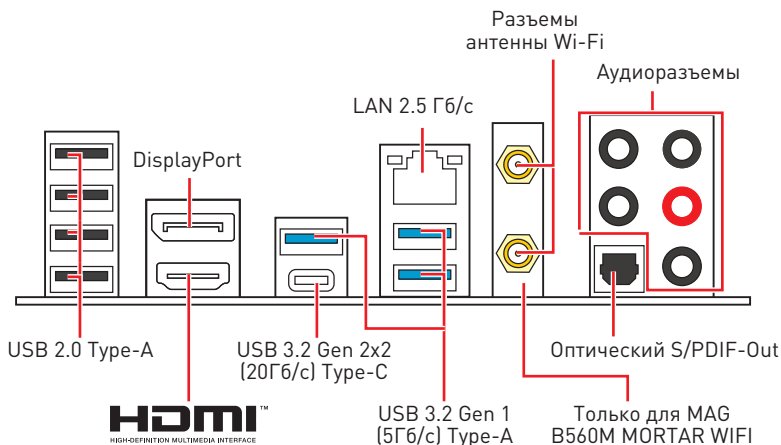 Разъемы
антенны Wi-Fi
Аудиоразъемы
LAN 2.5 Гб/с
DisplayPort
USB 2.0 Type-A
USB 3.2 Gen 2x2
(20Гб/с) Type-C
Оптический S/PDIF-Out
HDMI™
HIGH-DEFINITION MULTIMEDIA INTERFACE
USB 3.2 Gen 1
(5Гб/с) Type-A
Только для MAG
B560M MORTAR WIFI